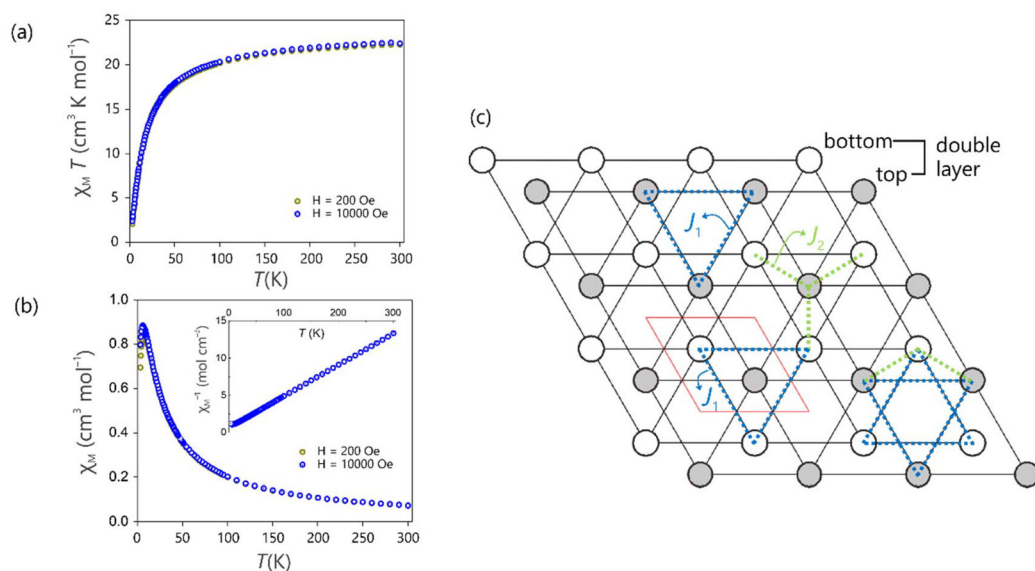 (a)
χM T (cm³ K mol⁻¹)
25
20
15
10
5
0
H = 200 Oe
H = 10000 Oe
0 50 100 150 200 250 300
T(K)
(b)
χM (cm³ mol⁻¹)
1.0
0.8
0.6
0.4
0.2
0.0
0 100 200 300
T (K)
χM⁻¹ (mol cm⁻³)
15
10
5
0
H = 200 Oe
H = 10000 Oe
0 50 100 150 200 250 300
T(K)
(c)
bottom
top
double
layer
J1
J2
J1